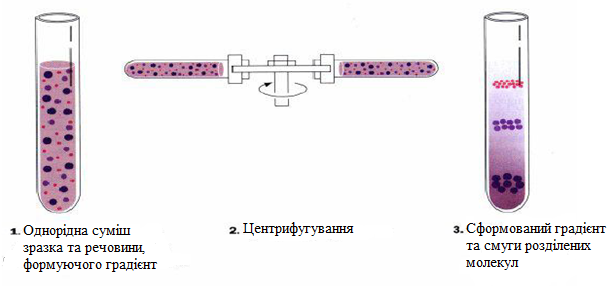 1. Однорідна суміш
зразка та речовини,
формуючого градієнт
2. Центрифугування
3. Сформований градієнт
та смуги розділених
молекул